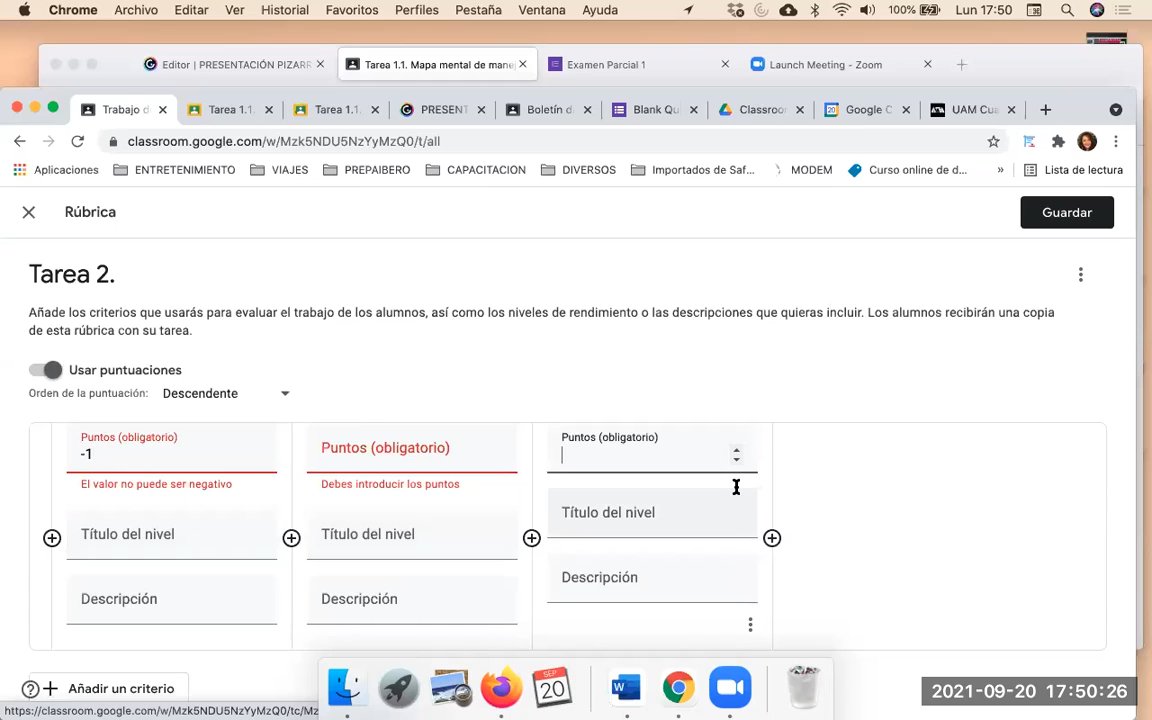 Chrome Archivo Editar Ver Historial Favoritos Perfiles Pestaña Ventana Ayuda 100% Lun 17:50
Editor | PRESENTACIÓN PIZARR Tarea 1.1. Mapa mental de mane Examen Parcial 1 Launch Meeting - Zoom
Trabajo d Tarea 1.1. Tarea 1.1. PRESENT Boletín d Blank Qu Classroo Google C UAM Cua
classroom.google.com/w/Mzk5NDU5NzYyMzQ0/t/all
Aplicaciones ENTRETENIMIENTO VIAJES PREPAIBERO CAPACITACION DIVERSOS Importados de Saf... MODEM Curso online de d... » Lista de lectura
Rúbrica Guardar
Tarea 2.
Añade los criterios que usarás para evaluar el trabajo de los alumnos, así como los niveles de rendimiento o las descripciones que quieras incluir. Los alumnos recibirán una copia
de esta rúbrica con su tarea.
Usar puntuaciones
Orden de la puntuación: Descendente
Puntos (obligatorio) Puntos (obligatorio) Puntos (obligatorio)
-1
El valor no puede ser negativo Debes introducir los puntos
Título del nivel Título del nivel Título del nivel
Descripción Descripción Descripción
Añadir un criterio
SEP
20
https://classroom.google.com/w/Mzk5NDU5NzYyMzQ0/tc/Mz
2021-09-20 17:50:26